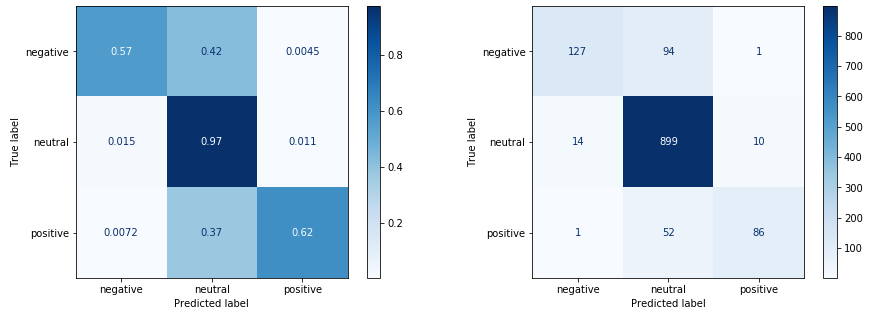 negative 0.57 0.42 0.0045
neutral 0.015 0.97 0.011
positive 0.0072 0.37 0.62
negative neutral positive
Predicted label
True label
0.8
0.6
0.4
0.2
negative 127 94 1
neutral 14 899 10
positive 1 52 86
negative neutral positive
Predicted label
True label
800
700
600
500
400
300
200
100